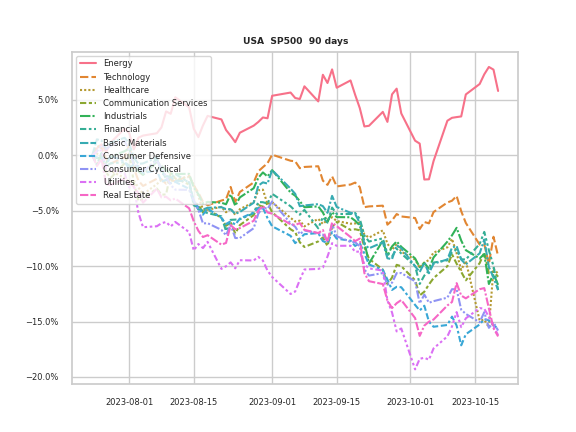 USA SP500 90 days
Energy
Technology
Healthcare
Communication Services
Industrials
Financial
Basic Materials
Consumer Defensive
Consumer Cyclical
Utilities
Real Estate
5.0%
0.0%
−5.0%
−10.0%
−15.0%
−20.0%
2023-08-01 2023-08-15 2023-09-01 2023-09-15 2023-10-01 2023-10-15